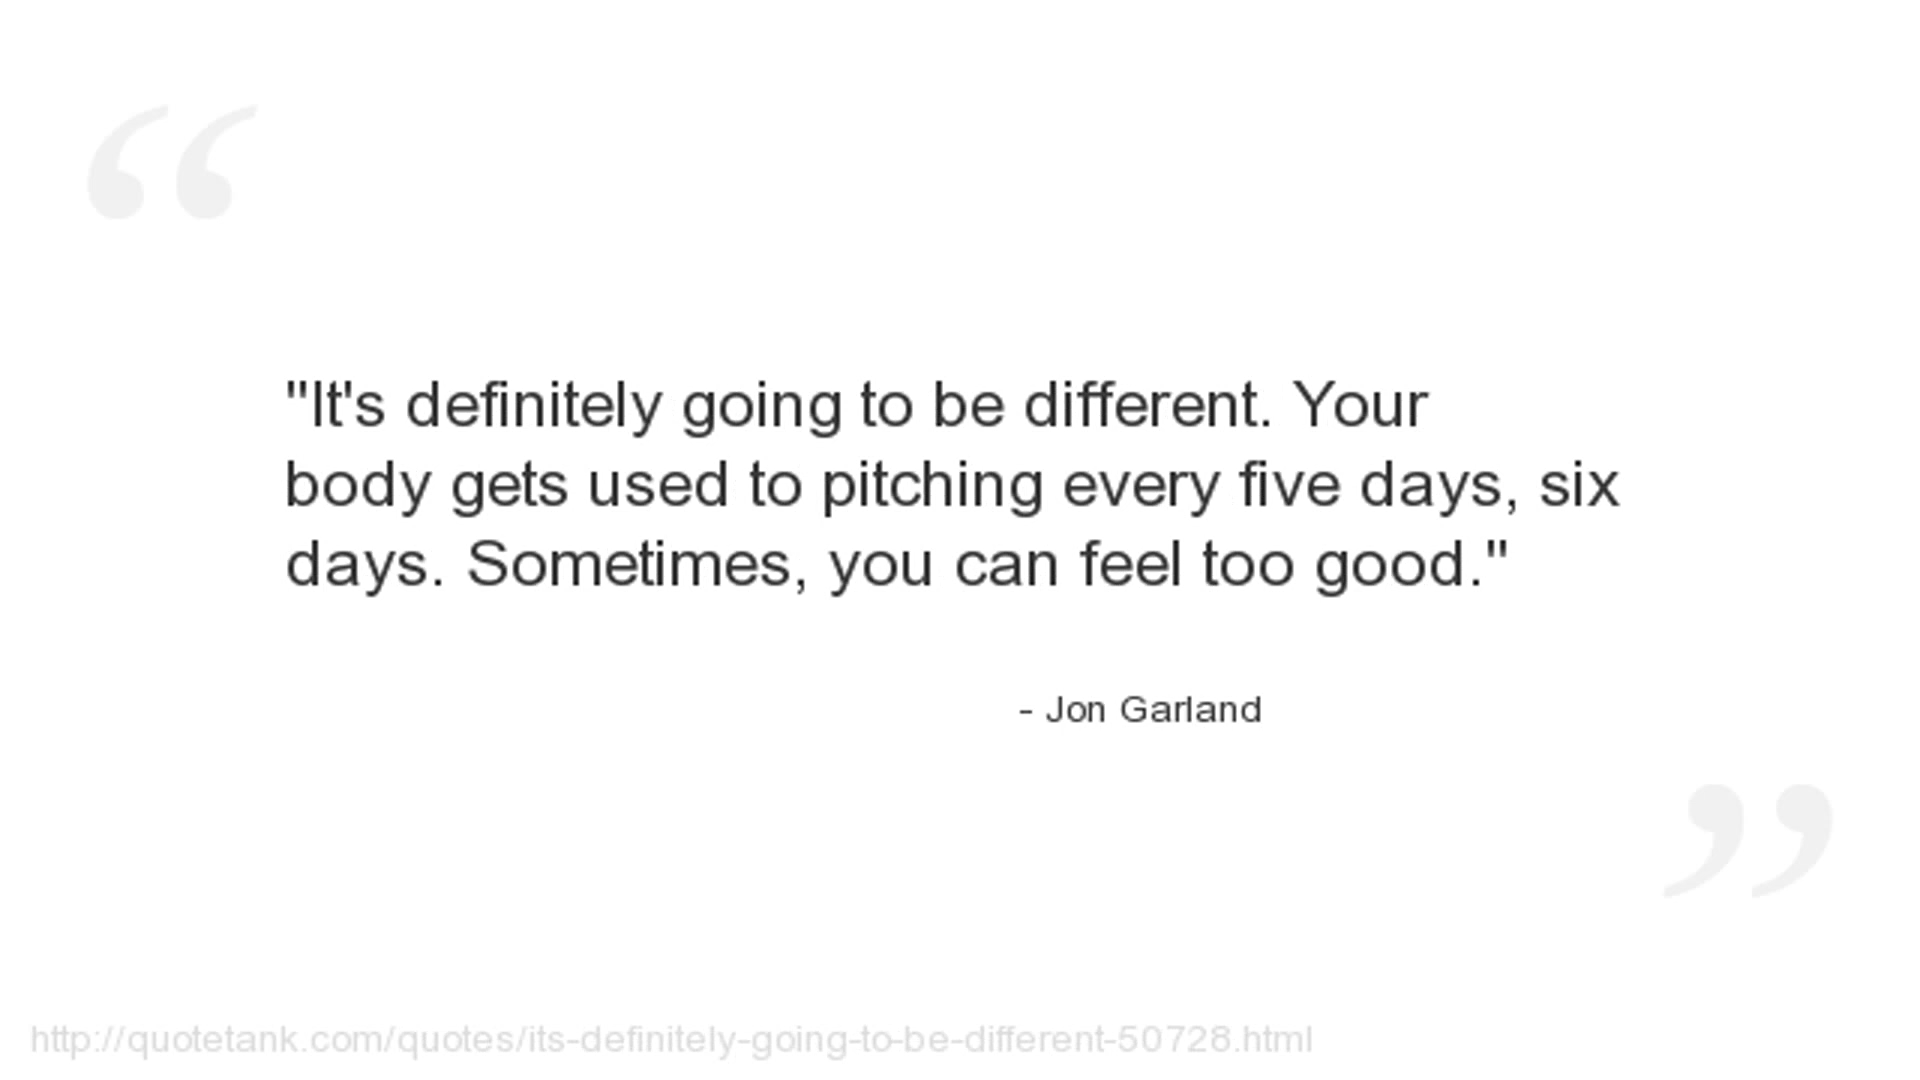 "It's definitely going to be different. Your
body gets used to pitching every five days, six
days. Sometimes, you can feel too good."
- Jon Garland
http://quotetank.com/quotes/its-definitely-going-to-be-different-50728.html